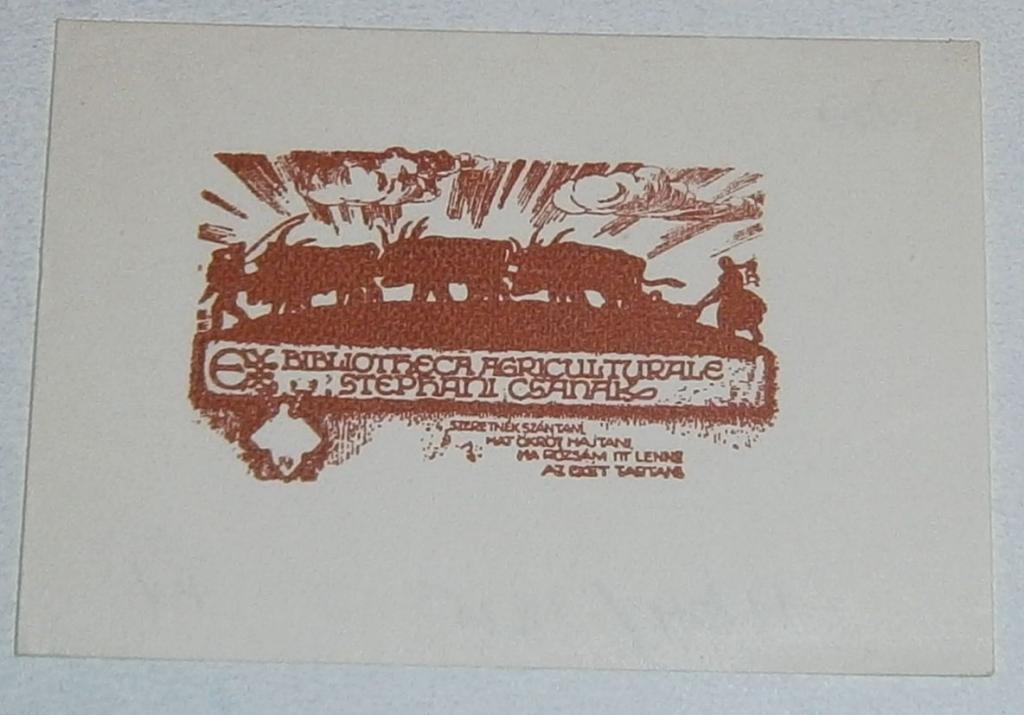 EX BIBLIOTHECA AGRICULTURALE
STEPHANI CSANAK
SZERETNÉK SZÁNTANI,
HAT ÖKRÖT HAJTANI,
HA RÓZSÁM ITT LENNE
AZ EKÉT TARTANI